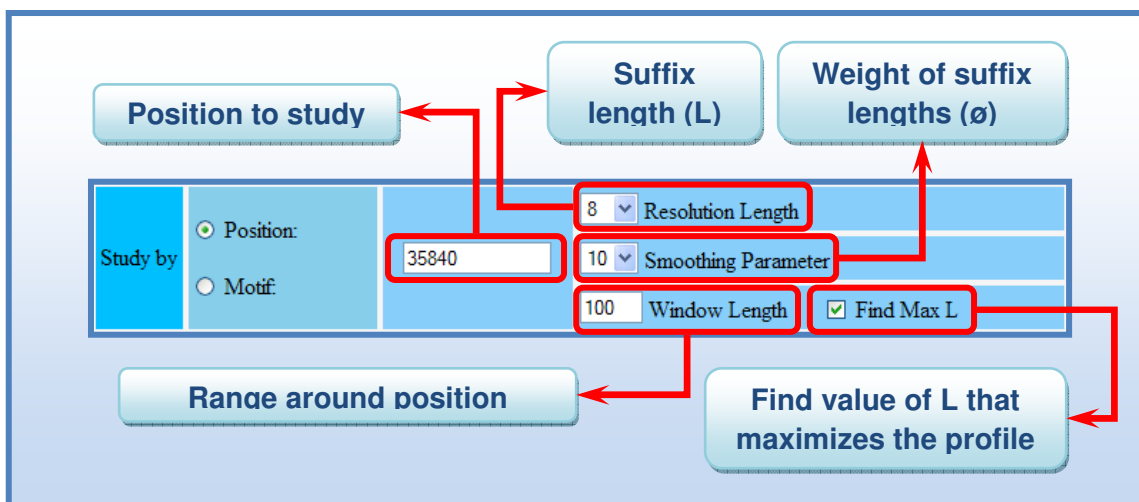 Suffix
length (L)
Weight of suffix
lengths (ø)
Position to study
Study by
Position:
Motif:
35840
8 Resolution Length
10 Smoothing Parameter
100 Window Length
Find Max L
Range around position
Find value of L that
maximizes the profile